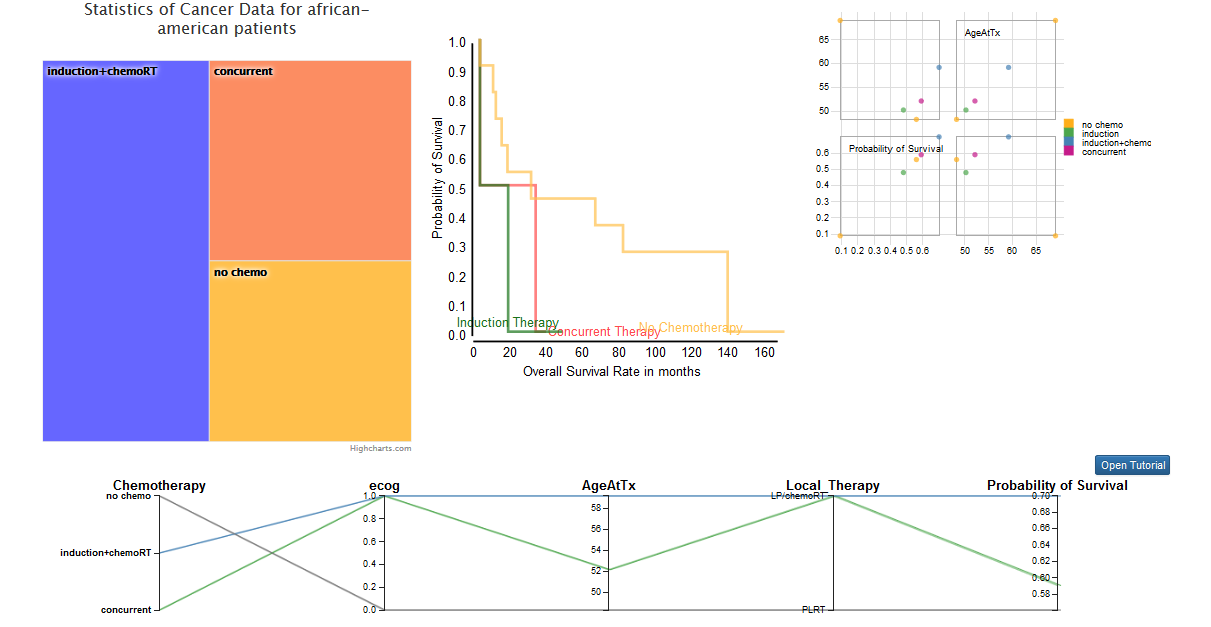 Statistics of Cancer Data for african-
american patients
induction+chemoRT
concurrent
no chemo
Highcharts.com
1.0
0.9
0.8
0.7
0.6
0.5
0.4
0.3
0.2
0.1
0.0
Probability of Survival
Induction Therapy
Concurrent Therapy
No Chemotherapy
0 20 40 60 80 100 120 140 160
Overall Survival Rate in months
AgeAtTx
65
60
55
50
Probability of Survival
0.6
0.5
0.4
0.3
0.2
0.1
0.1 0.2 0.3 0.4 0.5 0.6
50 55 60 65
no chemo
induction
induction+chemo
concurrent
Open Tutorial
Chemotherapy
no chemo
induction+chemoRT
concurrent
ecog
1.0
0.8
0.6
0.4
0.2
0.0
AgeAtTx
58
56
54
52
50
Local_Therapy
LP/chemoRT
PLRT
Probability of Survival
0.70
0.68
0.66
0.64
0.62
0.60
0.58